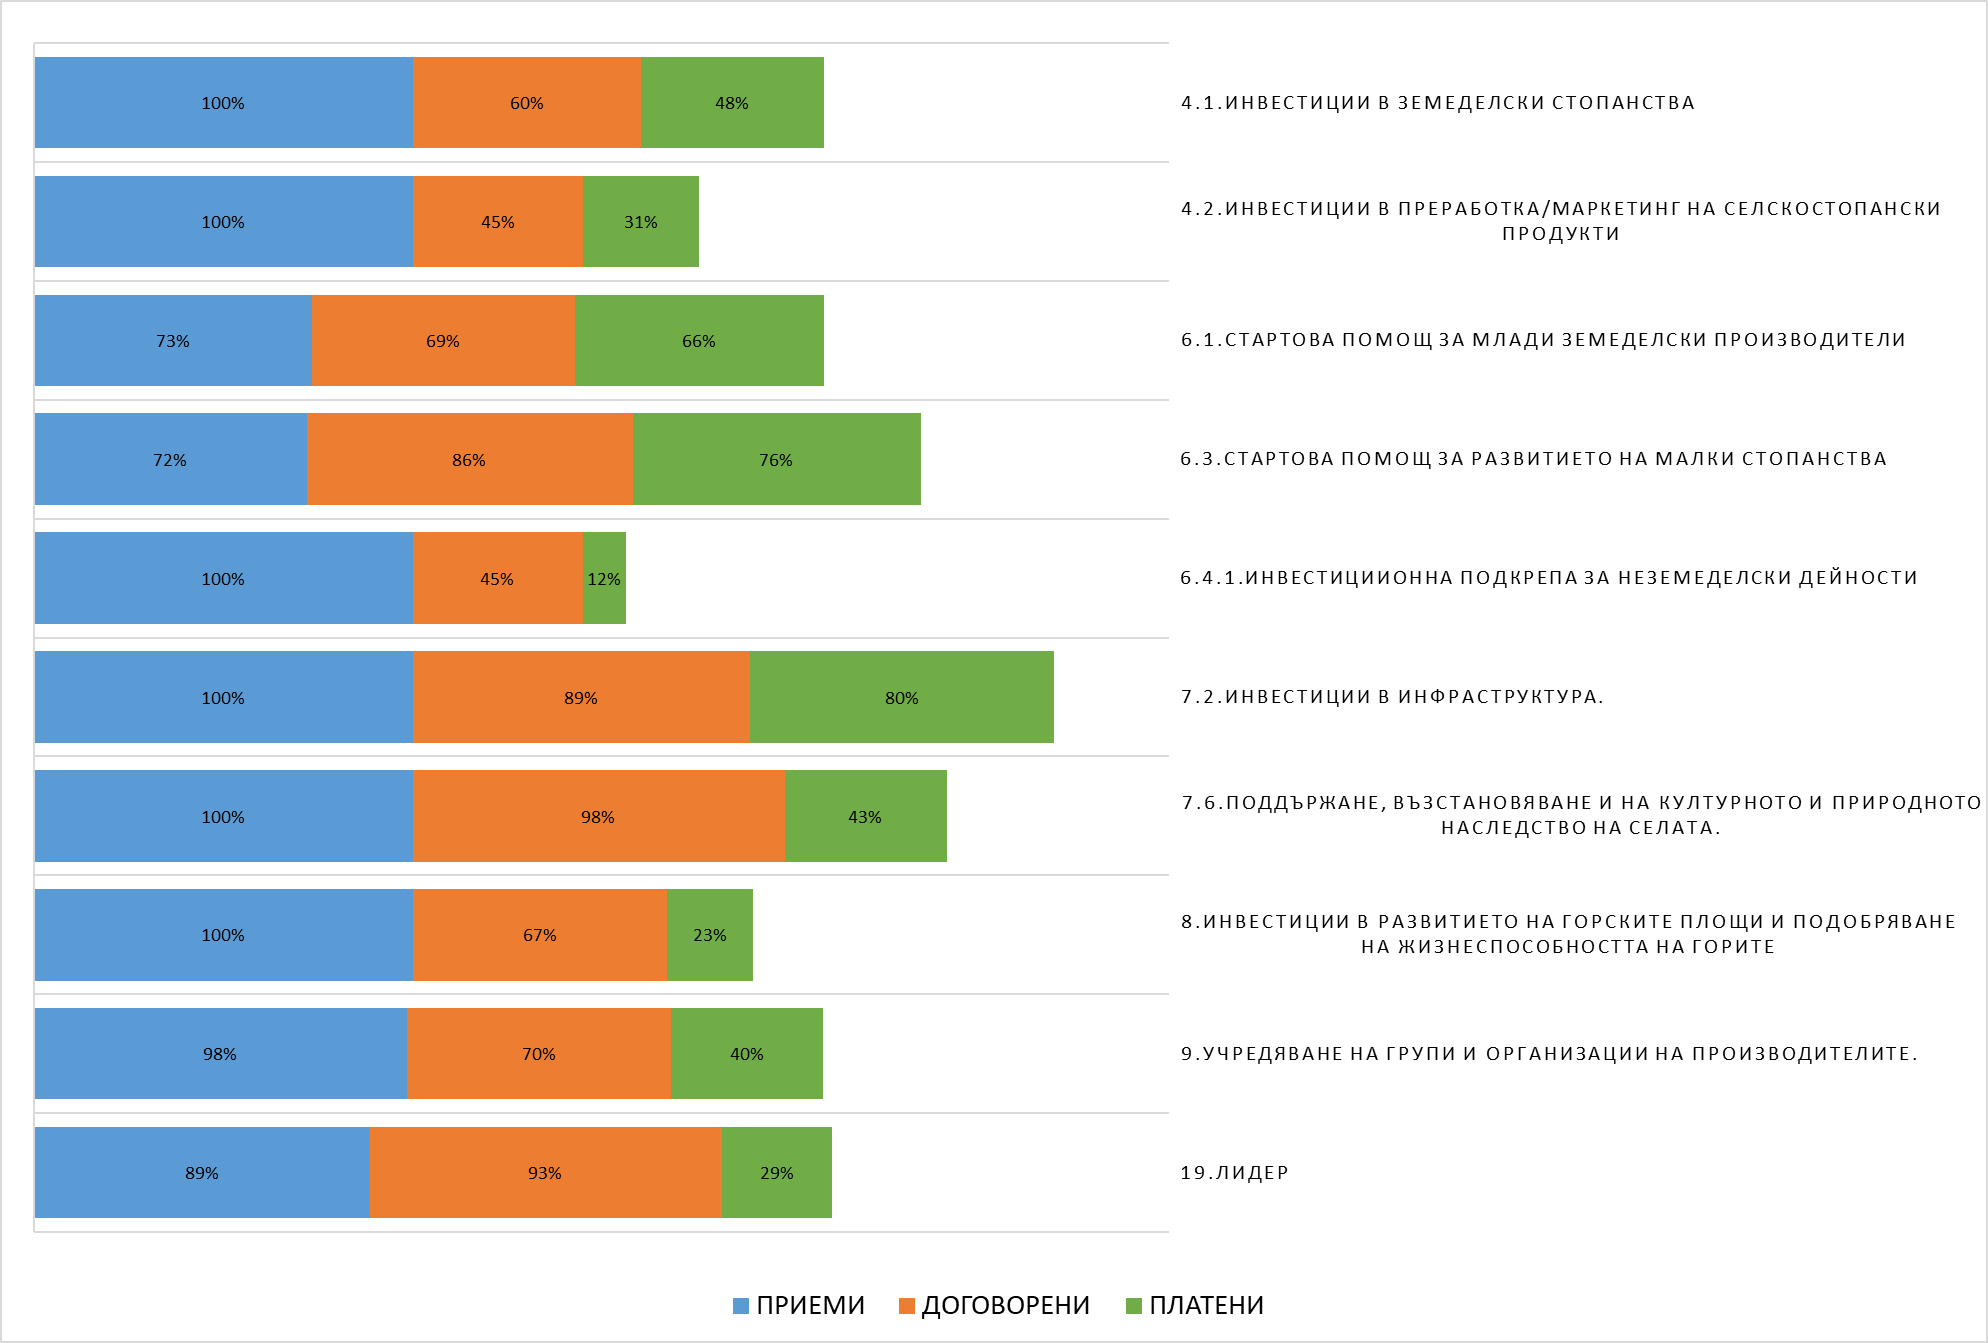 100% 60% 48% 4.1.ИНВЕСТИЦИИ В ЗЕМЕДЕЛСКИ СТОПАНСТВА
100% 45% 31% 4.2.ИНВЕСТИЦИИ В ПРЕРАБОТКА/МАРКЕТИНГ НА СЕЛСКОСТОПАНСКИ
ПРОДУКТИ
73% 69% 66% 6.1.СТАРТОВА ПОМОЩ ЗА МЛАДИ ЗЕМЕДЕЛСКИ ПРОИЗВОДИТЕЛИ
72% 86% 76% 6.3.СТАРТОВА ПОМОЩ ЗА РАЗВИТИЕТО НА МАЛКИ СТОПАНСТВА
100% 45% 12% 6.4.1.ИНВЕСТИЦИИОННА ПОДКРЕПА ЗА НЕЗЕМЕДЕЛСКИ ДЕЙНОСТИ
100% 89% 80% 7.2.ИНВЕСТИЦИИ В ИНФРАСТРУКТУРА.
100% 98% 43% 7.6.ПОДДЪРЖАНЕ, ВЪЗСТАНОВЯВАНЕ И НА КУЛТУРНОТО И ПРИРОДНОТО
НАСЛЕДСТВО НА СЕЛАТА.
100% 67% 23% 8.ИНВЕСТИЦИИ В РАЗВИТИЕТО НА ГОРСКИТЕ ПЛОЩИ И ПОДОБРЯВАНЕ
НА ЖИЗНЕСПОСОБНОСТТА НА ГОРИТЕ
98% 70% 40% 9.УЧРЕДЯВАНЕ НА ГРУПИ И ОРГАНИЗАЦИИ НА ПРОИЗВОДИТЕЛИТЕ.
89% 93% 29% 19.ЛИДЕР
ПРИЕМИ ДОГОВОРЕНИ ПЛАТЕНИ